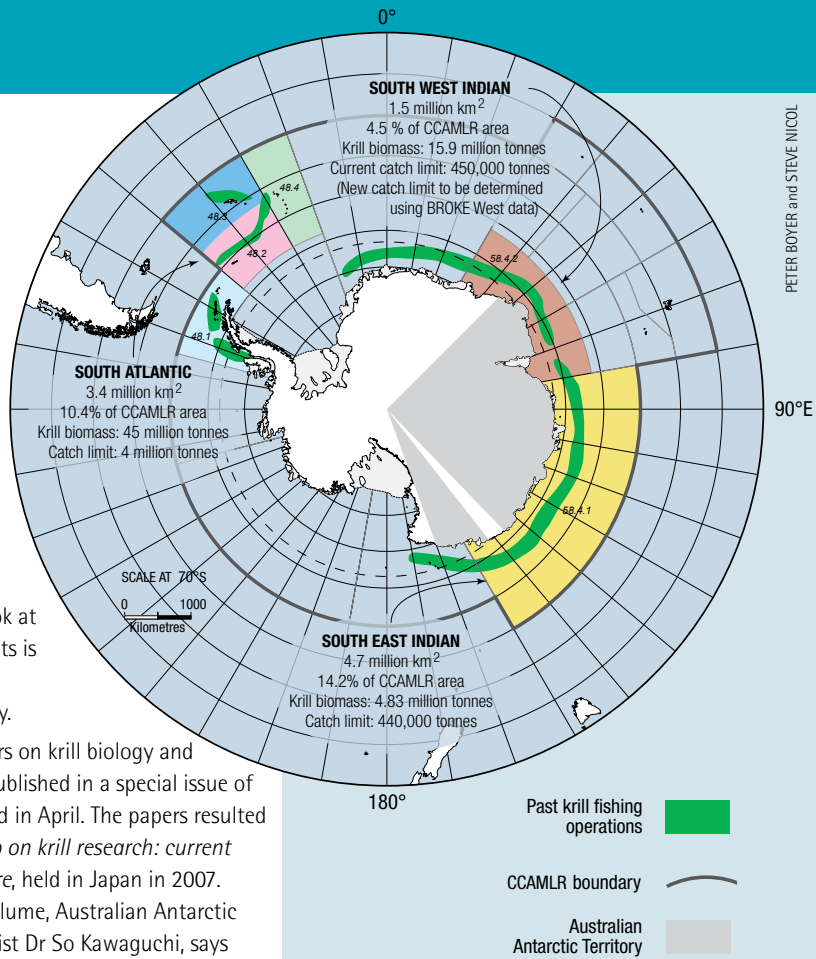 0°
SOUTH WEST INDIAN
1.5 million km²
4.5 % of CCAMLR area
Krill biomass: 15.9 million tonnes
Current catch limit: 450,000 tonnes
(New catch limit to be determined
using BROKE West data)
PETER BOYER and STEVE NICOL
48.4
48.3
48.2
58.4.2
48.1
SOUTH ATLANTIC
3.4 million km²
10.4% of CCAMLR area
Krill biomass: 45 million tonnes
Catch limit: 4 million tonnes
90°E
58.4.1
SCALE AT 70°S
0 1000
Kilometres
SOUTH EAST INDIAN
4.7 million km²
14.2% of CCAMLR area
Krill biomass: 4.83 million tonnes
Catch limit: 440,000 tonnes
180°
Past krill fishing
operations
CCAMLR boundary
Australian
Antarctic Territory
at
ts is
y.
rs on krill biology and
ublished in a special issue of
d in April. The papers resulted
on krill research: current
re, held in Japan in 2007.
lume, Australian Antarctic
ist Dr So Kawaguchi, says